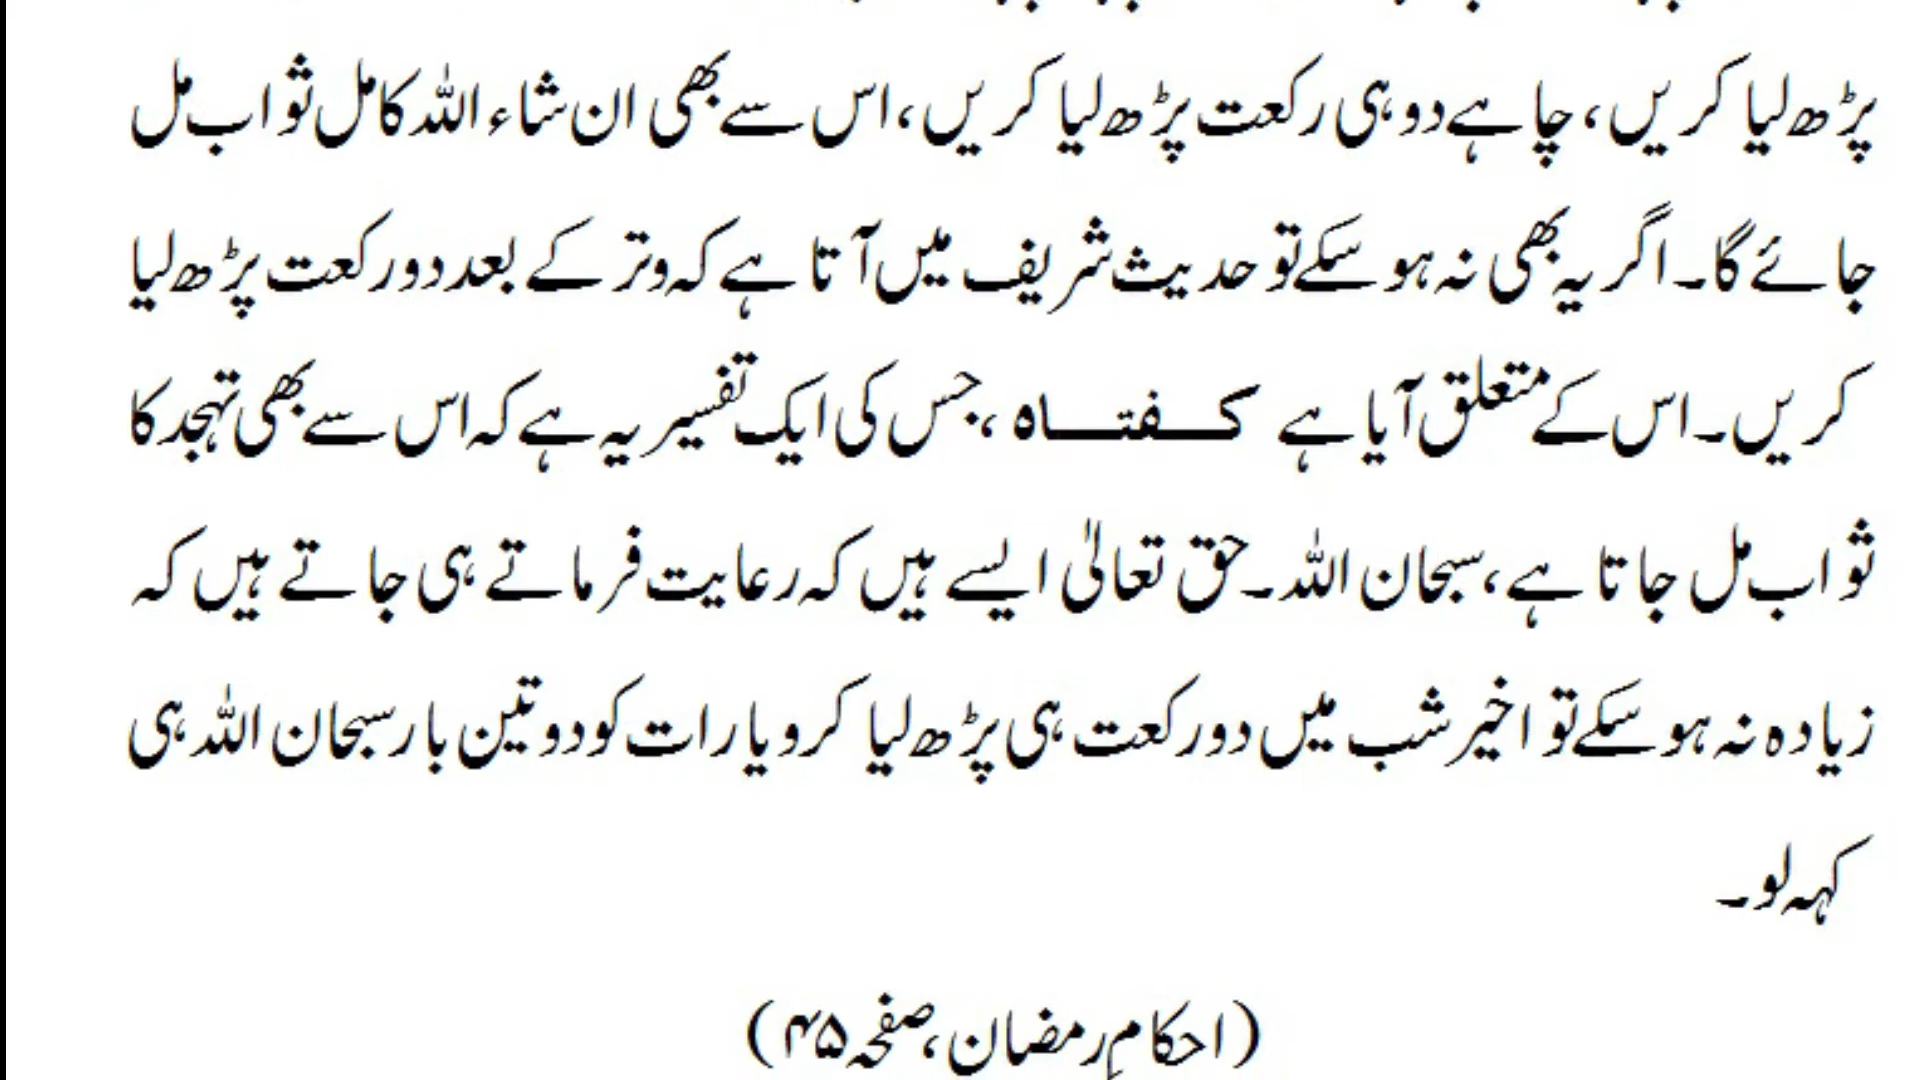 پڑھ لیا کریں، چاہے دو ہی رکعت پڑھ لیا کریں، اس سے بھی ان شاء اللہ کامل ثواب مل
جائے گا۔ اگر یہ بھی نہ ہو سکے تو حدیث شریف میں آتا ہے کہ وتر کے بعد دو رکعت پڑھ لیا
کریں۔ اس کے متعلق آیا ہے کفتاہ، جس کی ایک تفسیر یہ ہے کہ اس سے بھی تہجد کا
ثواب مل جاتا ہے، سبحان اللہ۔ حق تعالیٰ ایسے ہیں کہ رعایت فرماتے ہی جاتے ہیں کہ
زیادہ نہ ہو سکے تو اخیر شب میں دو رکعت ہی پڑھ لیا کرو یا رات کو دو تین بار سبحان اللہ ہی
کہہ لو۔
(احکامِ رمضان، صفحہ ۴۵)